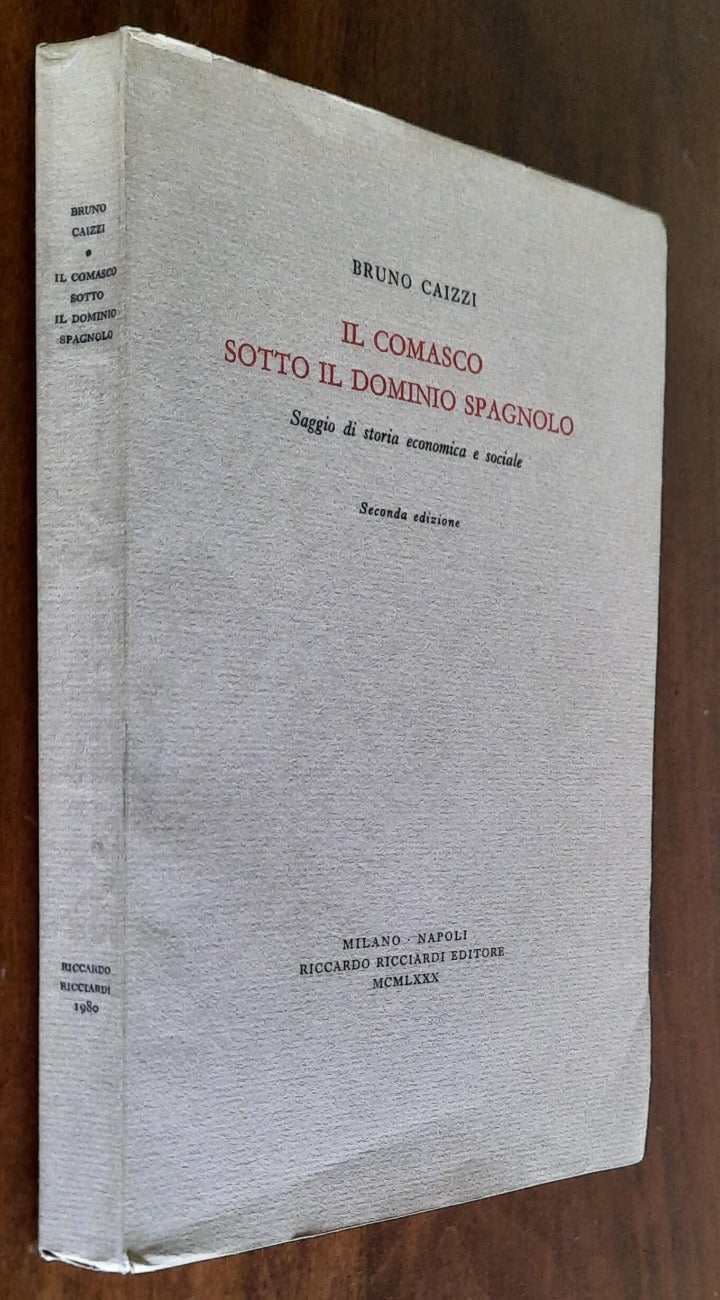 BRUNO
CAIZZI
IL COMASCO
SOTTO
IL DOMINIO
SPAGNOLO
RICCARDO
RICCIARDI
1980
BRUNO CAIZZI
IL COMASCO
SOTTO IL DOMINIO SPAGNOLO
Saggio di storia economica e sociale
Seconda edizione
MILANO · NAPOLI
RICCARDO RICCIARDI EDITORE
MCMLXXX